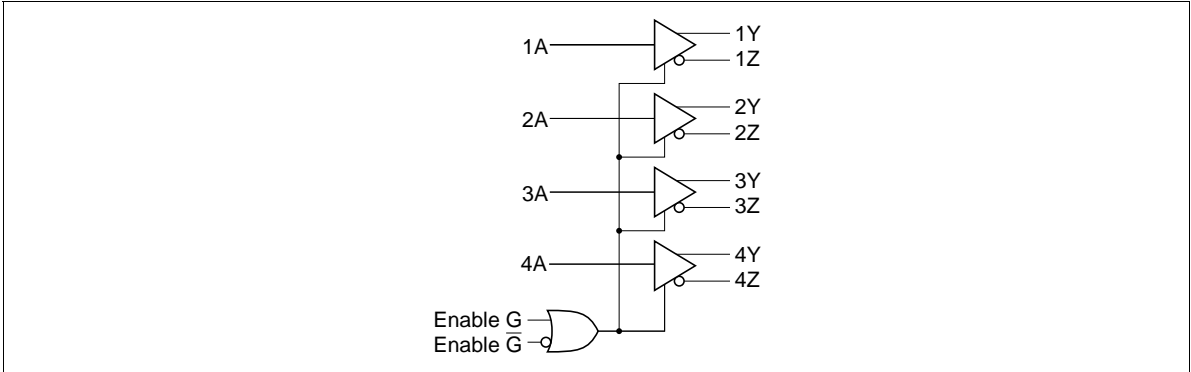 1A
1Y
1Z
2A
2Y
2Z
3A
3Y
3Z
4A
4Y
4Z
Enable G
Enable G̅